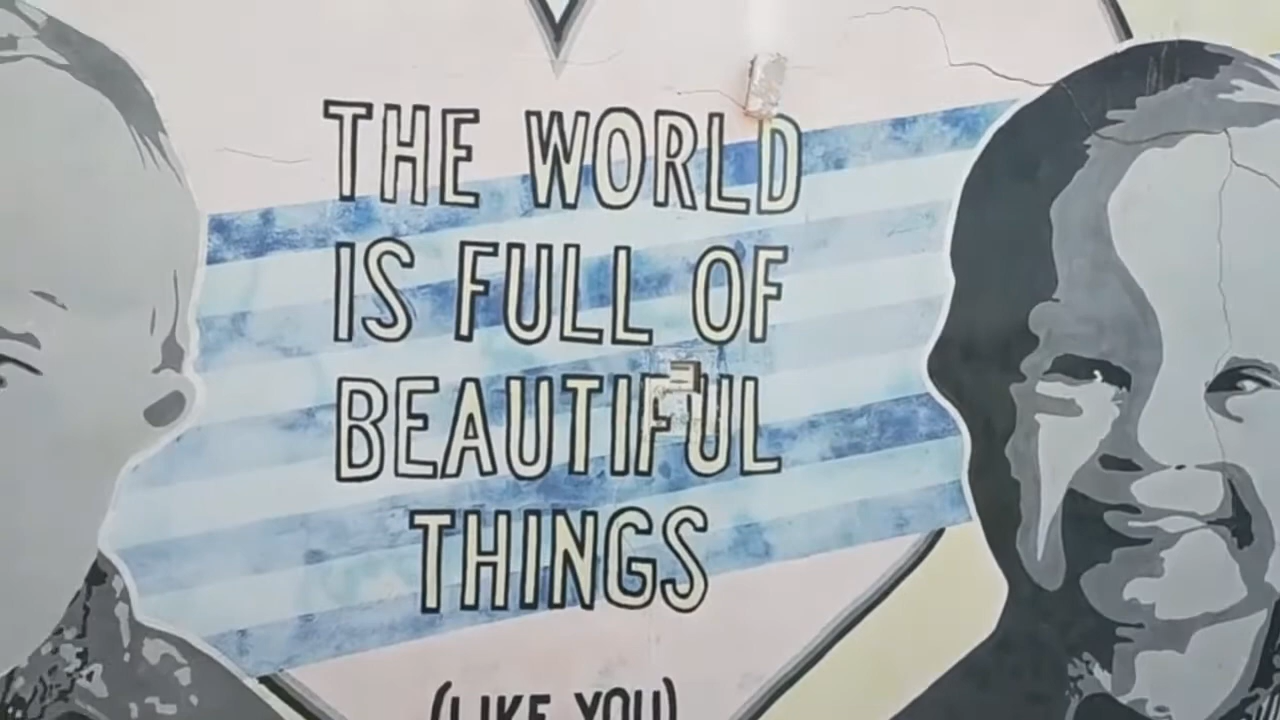 THE WORLD
IS FULL OF
BEAUTIFUL
THINGS
(LIKE YOU)